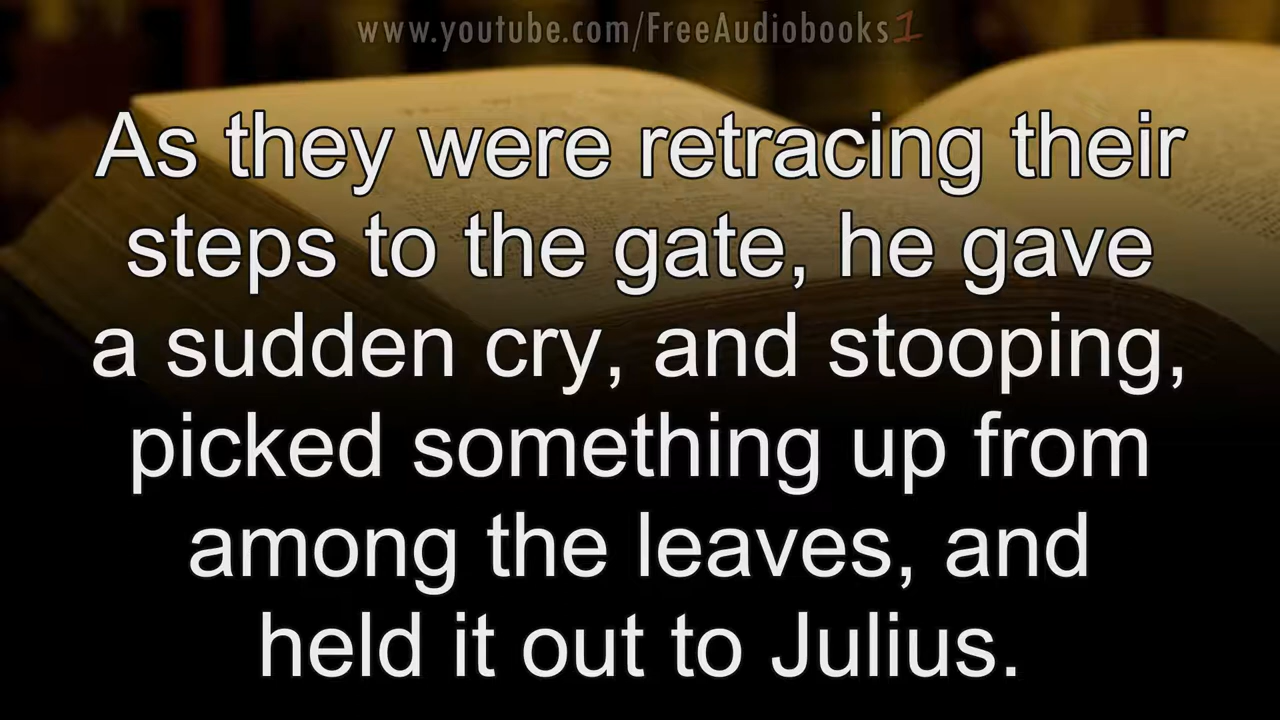 www.youtube.com/FreeAudiobooks1
As they were retracing their
steps to the gate, he gave
a sudden cry, and stooping,
picked something up from
among the leaves, and
held it out to Julius.